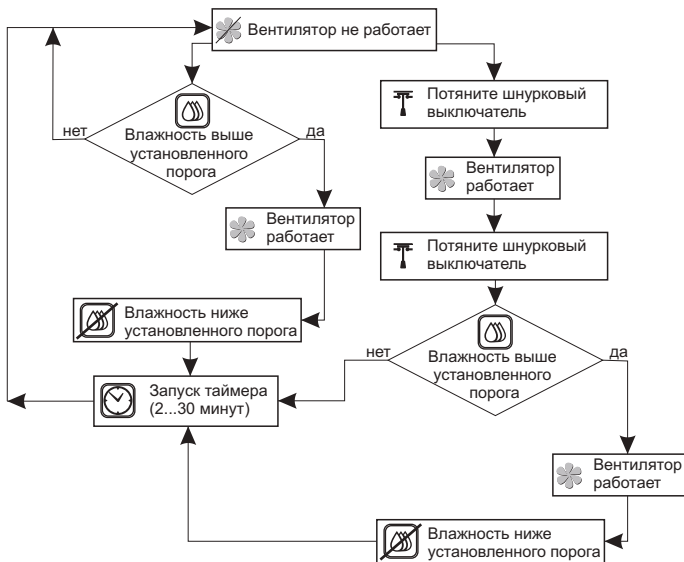 Вентилятор не работает
Потяните шнурковый
выключатель
нет
Влажность выше
установленного
порога
да
Вентилятор
работает
Вентилятор
работает
Потяните шнурковый
выключатель
Влажность ниже
установленного порога
нет
Влажность выше
установленного
порога
да
Запуск таймера
(2...30 минут)
Вентилятор
работает
Влажность ниже
установленного порога